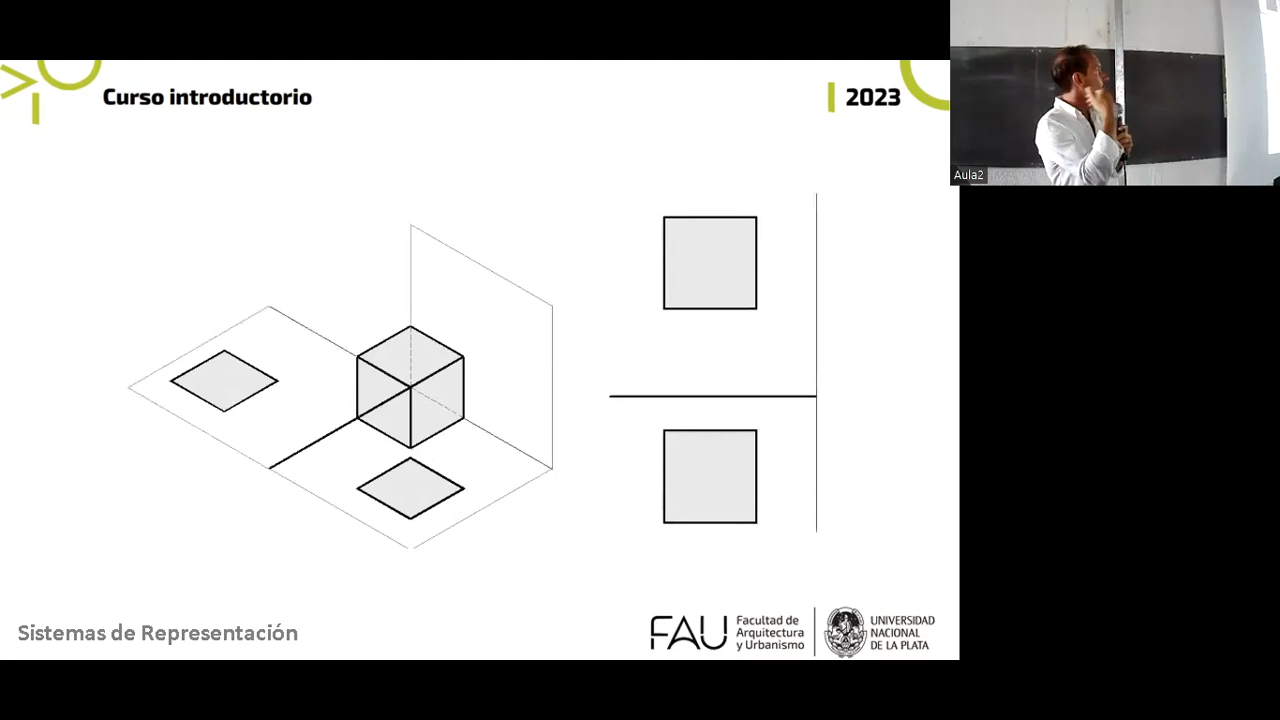 Curso introductorio
2023
Aula2
Sistemas de Representación
FAU
Facultad de
Arquitectura
y Urbanismo
UNIVERSIDAD
NACIONAL
DE LA PLATA